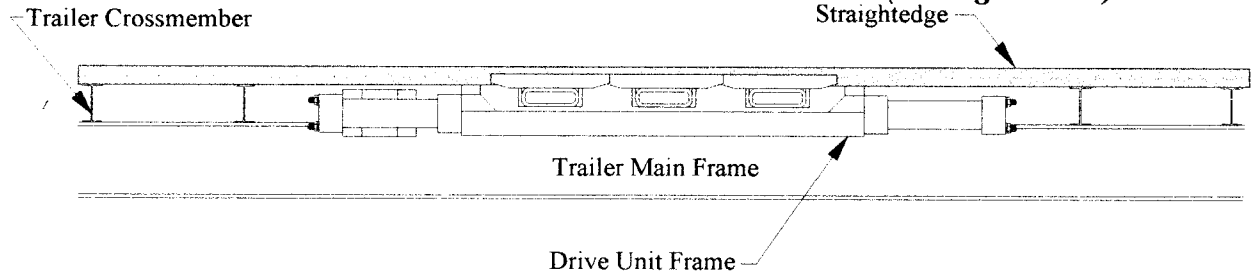 Trailer Crossmember
Straightedge
Trailer Main Frame
Drive Unit Frame